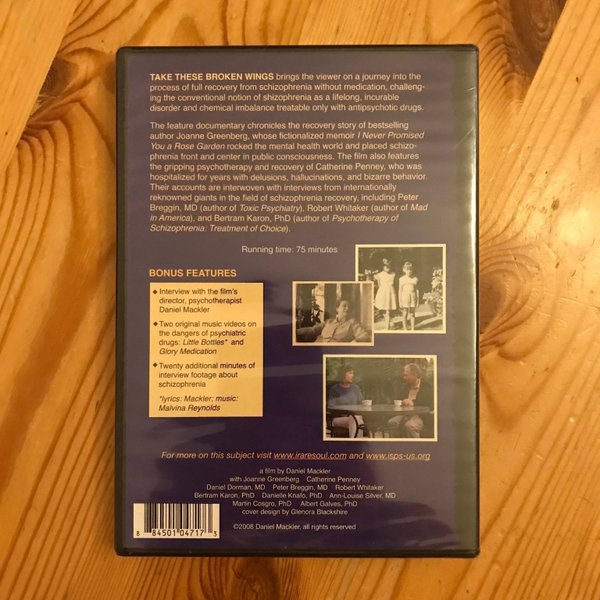 TAKE THESE BROKEN WINGS brings the viewer on a journey into the
process of full recovery from schizophrenia without medication, challeng-
ing the conventional notion of shizophrenia as a lifelong, incurable
disorder and chemical imbalance treatable only with antipsychotic drugs.
The feature documentary chronicles the recovery story of bestselling
author Joanne Greenberg, whose fictionalized memoir I Never Promised
You a Rose Garden rocked the mental health world and placed schizo-
phrenia front and center in public consciousness. The film also features
the gripping psychotherapy and recovery of Catherine Penney, who was
hospitalized for years with delusions, hallucinations, and bizarre behavior.
Their accounts are interwoven with interviews from internationally
reknowned giants in the field of schizophrenia recovery, including Peter
Breggin, MD (author of Toxic Psychiatry), Robert Whitaker (author of Mad
in America), and Bertram Karon, PhD (author of Psychotherapy of
Schizophrenia: Treatment of Choice).
Running time: 75 minutes
BONUS FEATURES
◆ Interview with the film's
director, psychotherapist
Daniel Mackler
◆ Two original music videos on
the dangers of psychiatric
drugs: Little Bottles* and
Glory Medication
◆ Twenty additional minutes of
interview footage about
schizophrenia
*lyrics: Mackler; music:
Malvina Reynolds
For more on this subject visit www.iraresoul.com and www.isps-us.org
a film by Daniel Mackler
with Joanne Greenberg Catherine Penney
Daniel Dorman, MD Peter Breggin, MD Robert Whitaker
Bertram Karon, PhD Danielle Knafo, PhD Ann-Louise Silver, MD
Martin Cosgro, PhD Albert Galves, PhD
cover design by Glenora Blackshire
©2008 Daniel Mackler, all rights reserved
8 84501 04717 3